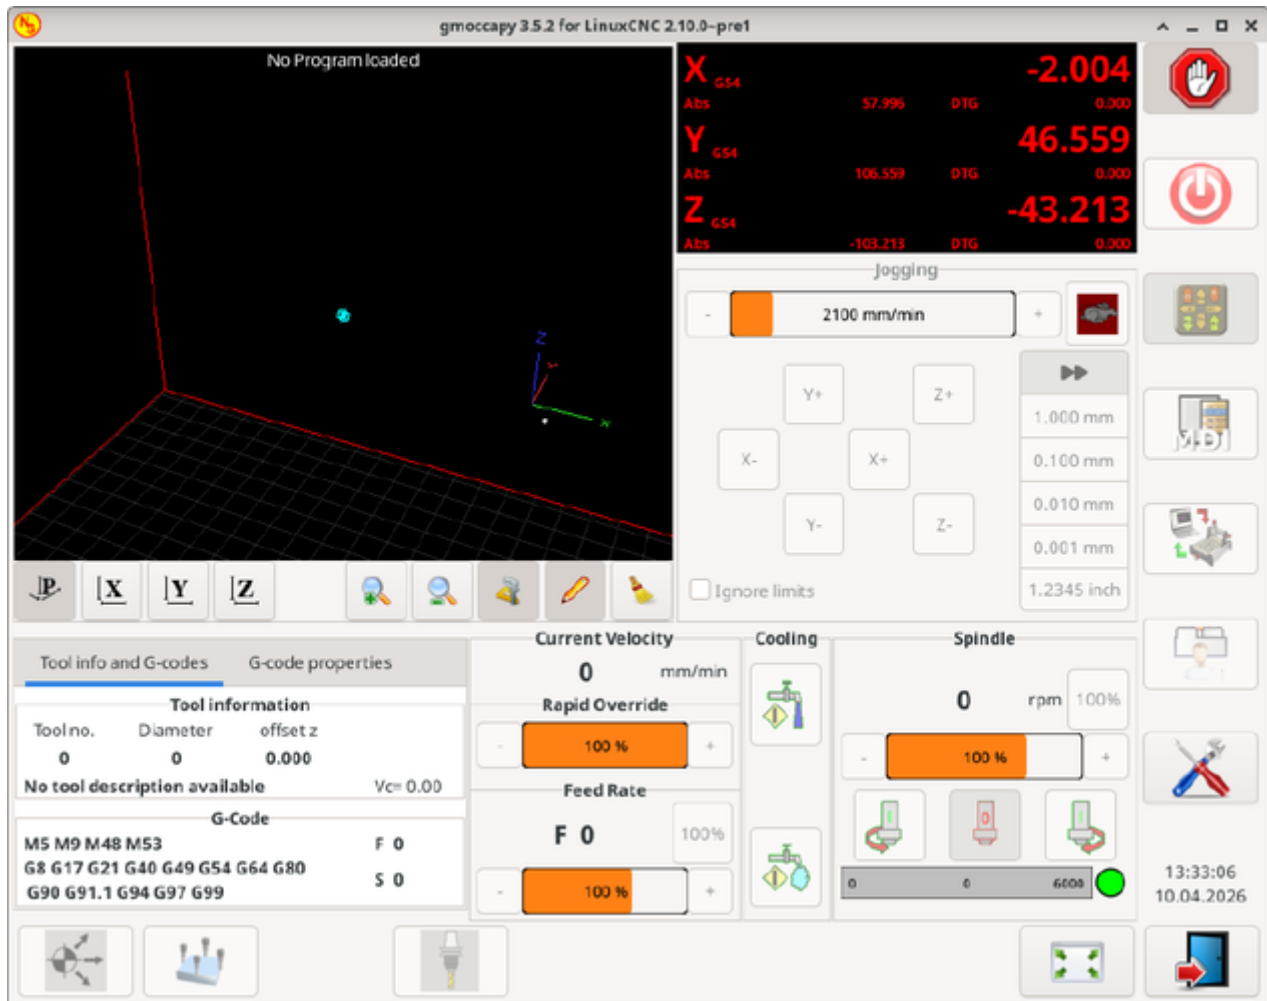 gmoccapy 3.5.2 for LinuxCNC 2.10.0~pre1
No Program loaded
Z
Y
X
X G54 -2.004
Abs 57.996 DTG 0.000
Y G54 46.559
Abs 106.559 DTG 0.000
Z G54 -43.213
Abs -103.213 DTG 0.000
Jogging
- 2100 mm/min +
Y+ Z+
X- X+
Y- Z-
1.000 mm
0.100 mm
0.010 mm
0.001 mm
1.2345 inch
Ignore limits
MDI
P X Y Z
Tool info and G-codes G-code properties
Tool information
Tool no. Diameter offset z
0 0 0.000
No tool description available Vc= 0.00
G-Code
M5 M9 M48 M53 F 0
G8 G17 G21 G40 G49 G54 G64 G80
G90 G91.1 G94 G97 G99 S 0
Current Velocity
0 mm/min
Rapid Override
- 100 % +
Feed Rate
F 0 100%
- 100 % +
Cooling
Spindle
0 rpm 100%
- 100 % +
I 0 I
0 0 6000
13:33:06
10.04.2026